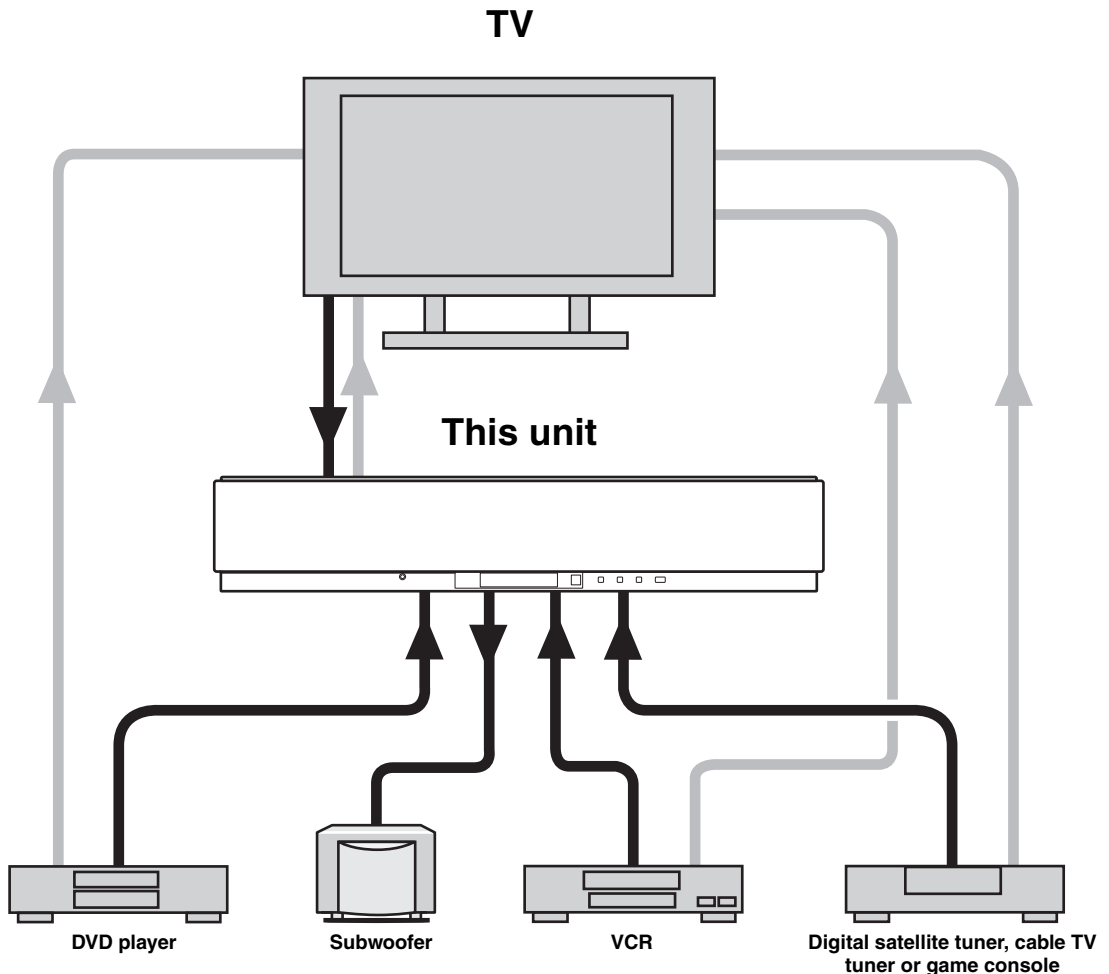 TV
This unit
DVD player
Subwoofer
VCR
Digital satellite tuner, cable TV
tuner or game console